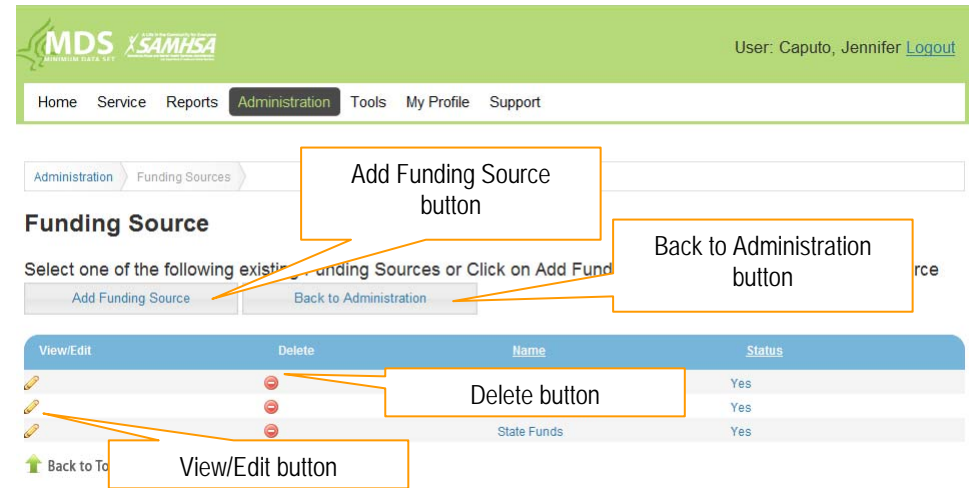 MDS
MINIMUM DATA SET
SAMHSA
User: Caputo, Jennifer Logout
Home Service Reports Administration Tools My Profile Support
Administration Funding Sources
Add Funding Source
button
Funding Source
Back to Administration
button
Select one of the following existing Funding Sources or Click on Add Fund rce
Add Funding Source Back to Administration
View/Edit Delete Name Status
Yes
Delete button
Yes
State Funds Yes
Back to To
View/Edit button